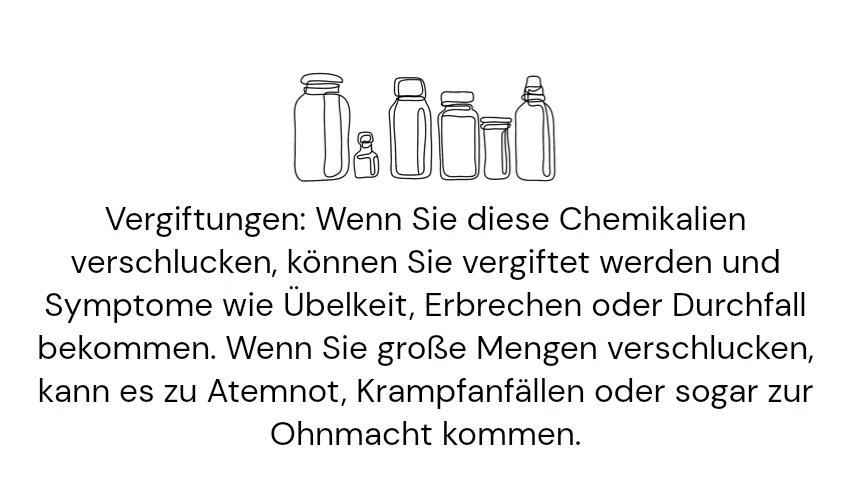 Vergiftungen: Wenn Sie diese Chemikalien
verschlucken, können Sie vergiftet werden und
Symptome wie Übelkeit, Erbrechen oder Durchfall
bekommen. Wenn Sie große Mengen verschlucken,
kann es zu Atemnot, Krampfanfällen oder sogar zur
Ohnmacht kommen.